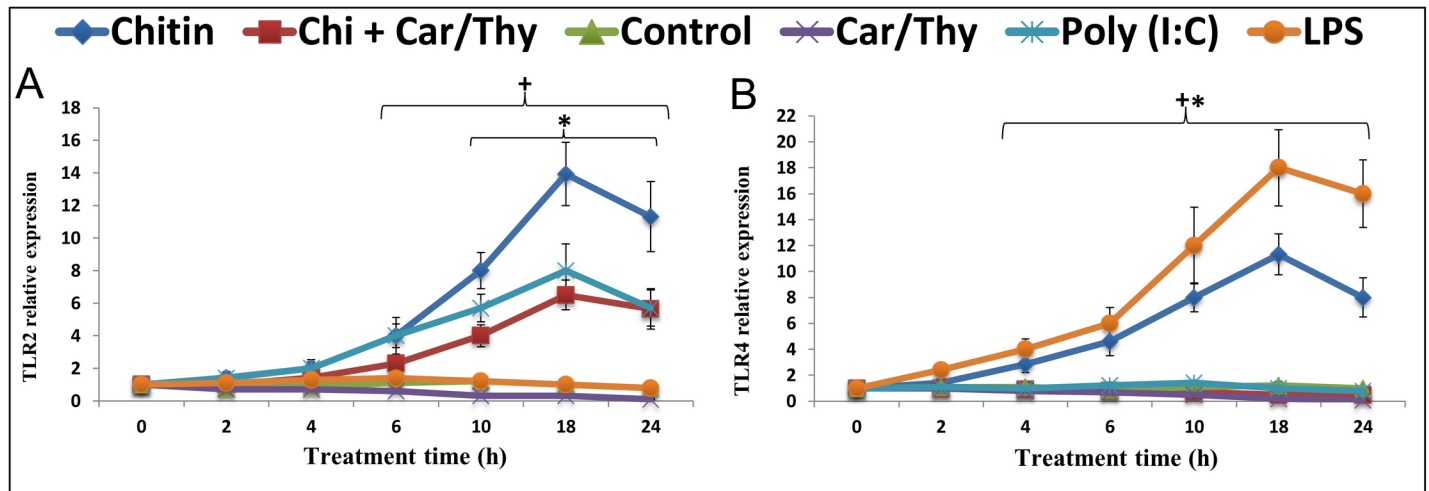 Chitin Chi + Car/Thy Control Car/Thy Poly (I:C) LPS
A
TLR2 relative expression
18
16
14
12
10
8
6
4
2
0
+
*
0 2 4 6 10 18 24
Treatment time (h)
B
TLR4 relative expression
22
20
18
16
14
12
10
8
6
4
2
0
+*
0 2 4 6 10 18 24
Treatment time (h)